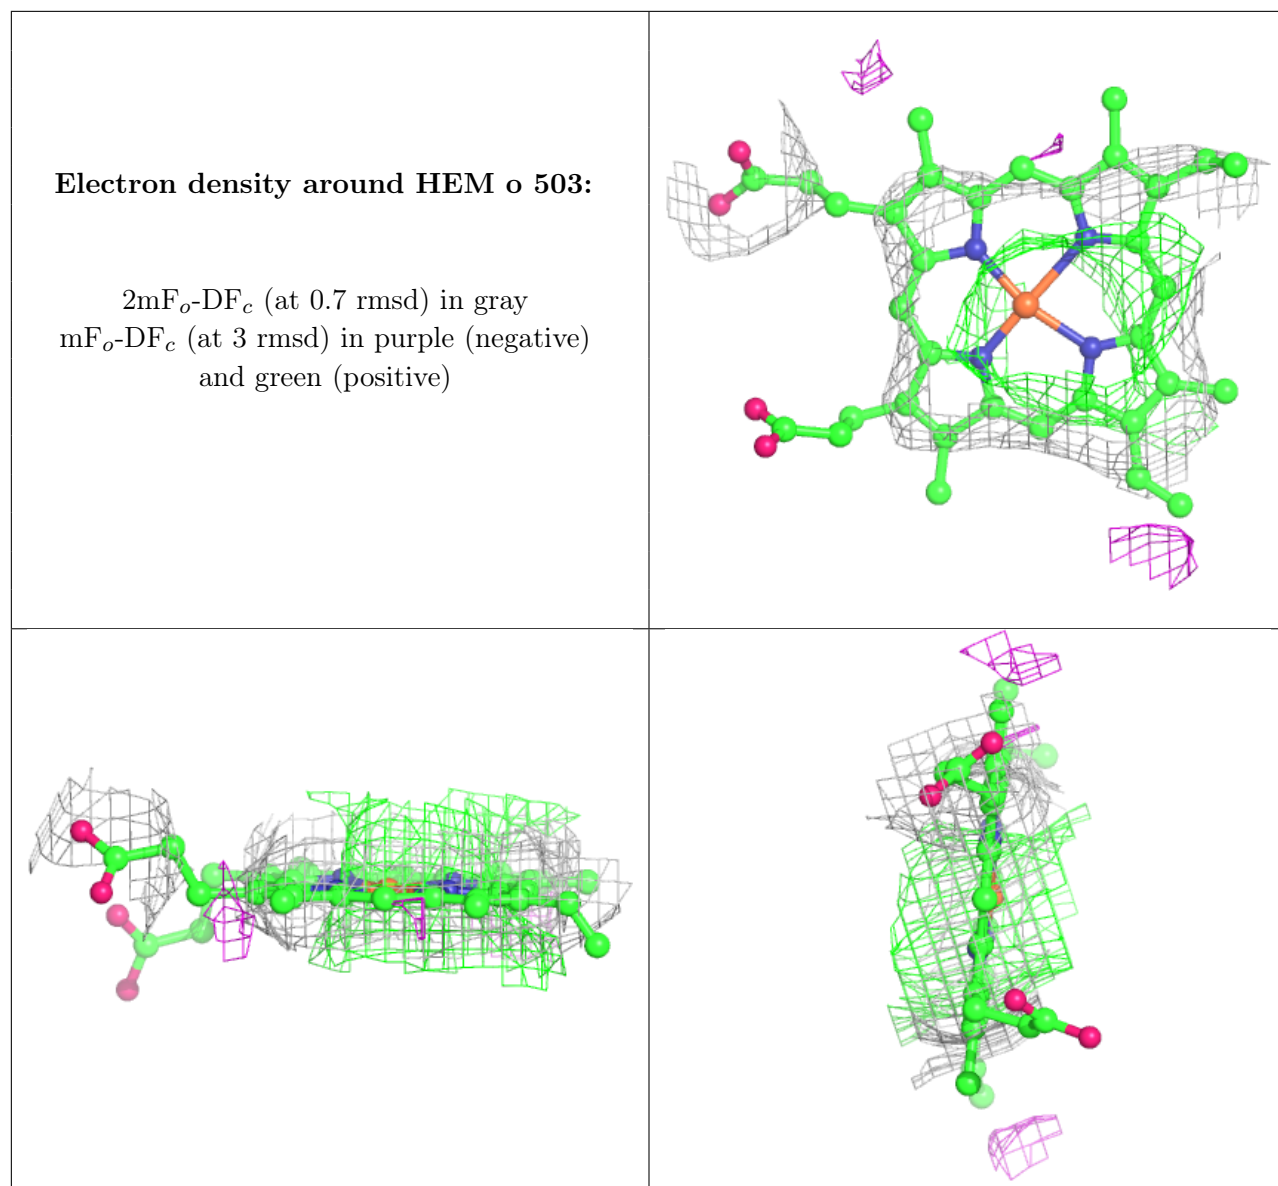 Electron density around HEM o 503:
2mFo-DFc (at 0.7 rmsd) in gray
mFo-DFc (at 3 rmsd) in purple (negative)
and green (positive)